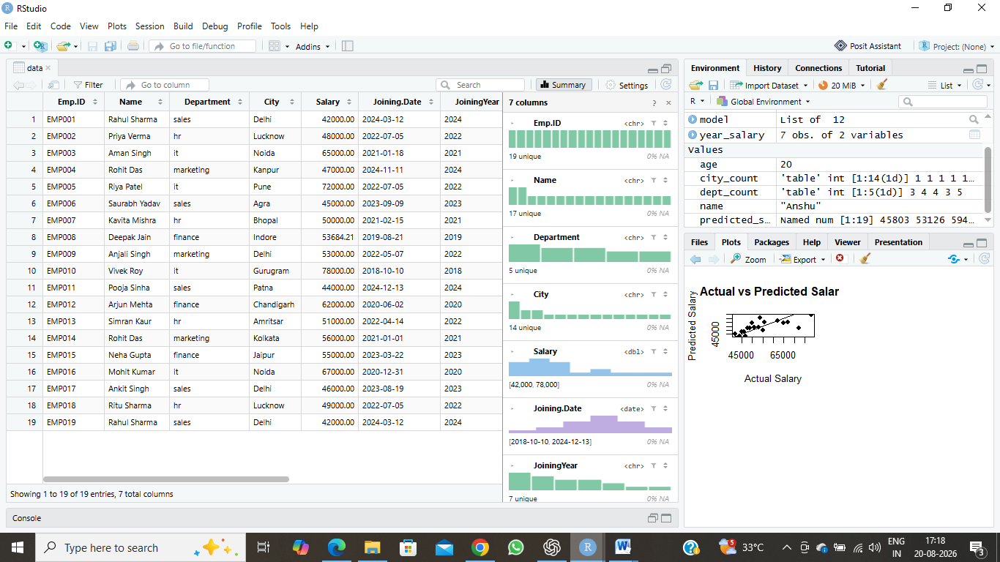 RStudio
File Edit Code View Plots Session Build Debug Profile Tools Help
Go to file/function Addins Posit Assistant Project: (None)
data
Filter Go to column Search Summary Settings
Emp.ID Name Department City Salary Joining.Date JoiningYear
1 EMP001 Rahul Sharma sales Delhi 42000.00 2024-03-12 2024
2 EMP002 Priya Verma hr Lucknow 48000.00 2022-07-05 2022
3 EMP003 Aman Singh it Noida 65000.00 2021-01-18 2021
4 EMP004 Rohit Das marketing Kanpur 47000.00 2024-11-11 2024
5 EMP005 Riya Patel it Pune 72000.00 2022-07-05 2022
6 EMP006 Saurabh Yadav sales Agra 45000.00 2023-09-09 2023
7 EMP007 Kavita Mishra hr Bhopal 50000.00 2021-02-15 2021
8 EMP008 Deepak Jain finance Indore 53684.21 2019-08-21 2019
9 EMP009 Anjali Singh marketing Delhi 53000.00 2022-05-07 2022
10 EMP010 Vivek Roy it Gurugram 78000.00 2018-10-10 2018
11 EMP011 Pooja Sinha sales Patna 44000.00 2024-12-13 2024
12 EMP012 Arjun Mehta finance Chandigarh 62000.00 2020-06-02 2020
13 EMP013 Simran Kaur hr Amritsar 51000.00 2022-04-14 2022
14 EMP014 Rohit Das marketing Kolkata 56000.00 2021-01-01 2021
15 EMP015 Neha Gupta finance Jaipur 55000.00 2023-03-22 2023
16 EMP016 Mohit Kumar it Noida 67000.00 2020-12-31 2020
17 EMP017 Ankit Singh sales Delhi 46000.00 2023-08-19 2023
18 EMP018 Ritu Sharma hr Lucknow 49000.00 2022-07-05 2022
19 EMP019 Rahul Sharma sales Delhi 42000.00 2024-03-12 2024
Showing 1 to 19 of 19 entries, 7 total columns
7 columns ?
Emp.ID <chr>
19 unique 0% NA
Name <chr>
17 unique 0% NA
Department <chr>
5 unique 0% NA
City <chr>
14 unique 0% NA
Salary <dbl>
[42,000, 78,000] 0% NA
Joining.Date <date>
[2018-10-10, 2024-12-13] 0% NA
JoiningYear <chr>
7 unique 0% NA
Console
Environment History Connections Tutorial
Import Dataset 20 MiB List
R Global Environment
model List of 12
year_salary 7 obs. of 2 variables
Values
age 20
city_count 'table' int [1:14(1d)] 1 1 1 1 1…
dept_count 'table' int [1:5(1d)] 3 4 4 3 5
name "Anshu"
predicted_s… Named num [1:19] 45803 53126 594…
Files Plots Packages Help Viewer Presentation
Zoom Export
Actual vs Predicted Salar
Predicted Salary
45000
45000 65000
Actual Salary
Type here to search
5 33°C ENG 17:18
IN 20-08-2026 3